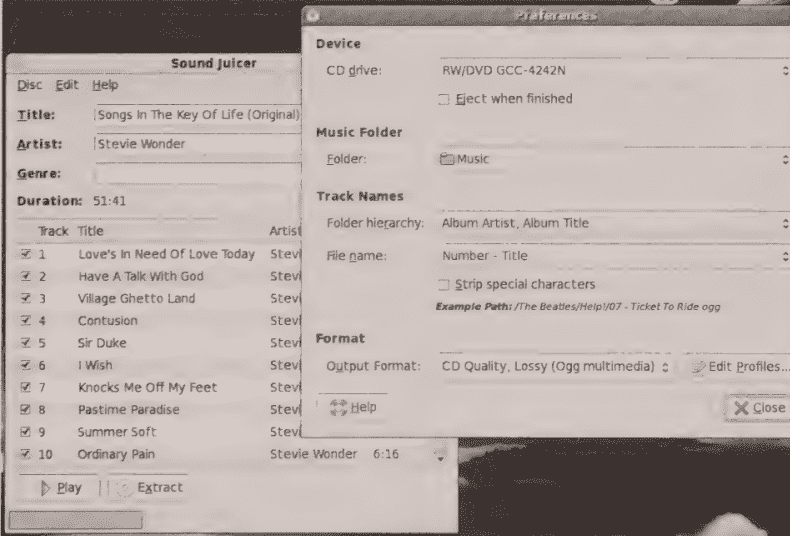 Sound Juicer
Disc Edit Help
Title: Songs In The Key Of Life (Original)
Artist: Stevie Wonder
Genre:
Duration: 51:41
Track Title Artist
1 Love's In Need Of Love Today Stevi
2 Have A Talk With God Stevi
3 Village Ghetto Land Stevi
4 Contusion Stevi
5 Sir Duke Stevi
6 I Wish Stevi
7 Knocks Me Off My Feet Stevi
8 Pastime Paradise Stevi
9 Summer Soft Stevi
10 Ordinary Pain Stevie Wonder 6:16
Play Extract
Preferences
Device
CD drive: RW/DVD GCC-4242N
Eject when finished
Music Folder
Folder: Music
Track Names
Folder hierarchy: Album Artist, Album Title
File name: Number - Title
Strip special characters
Example Path: /The Beatles/Help!/07 - Ticket To Ride ogg
Format
Output Format: CD Quality, Lossy (Ogg multimedia) Edit Profiles...
Help
Close